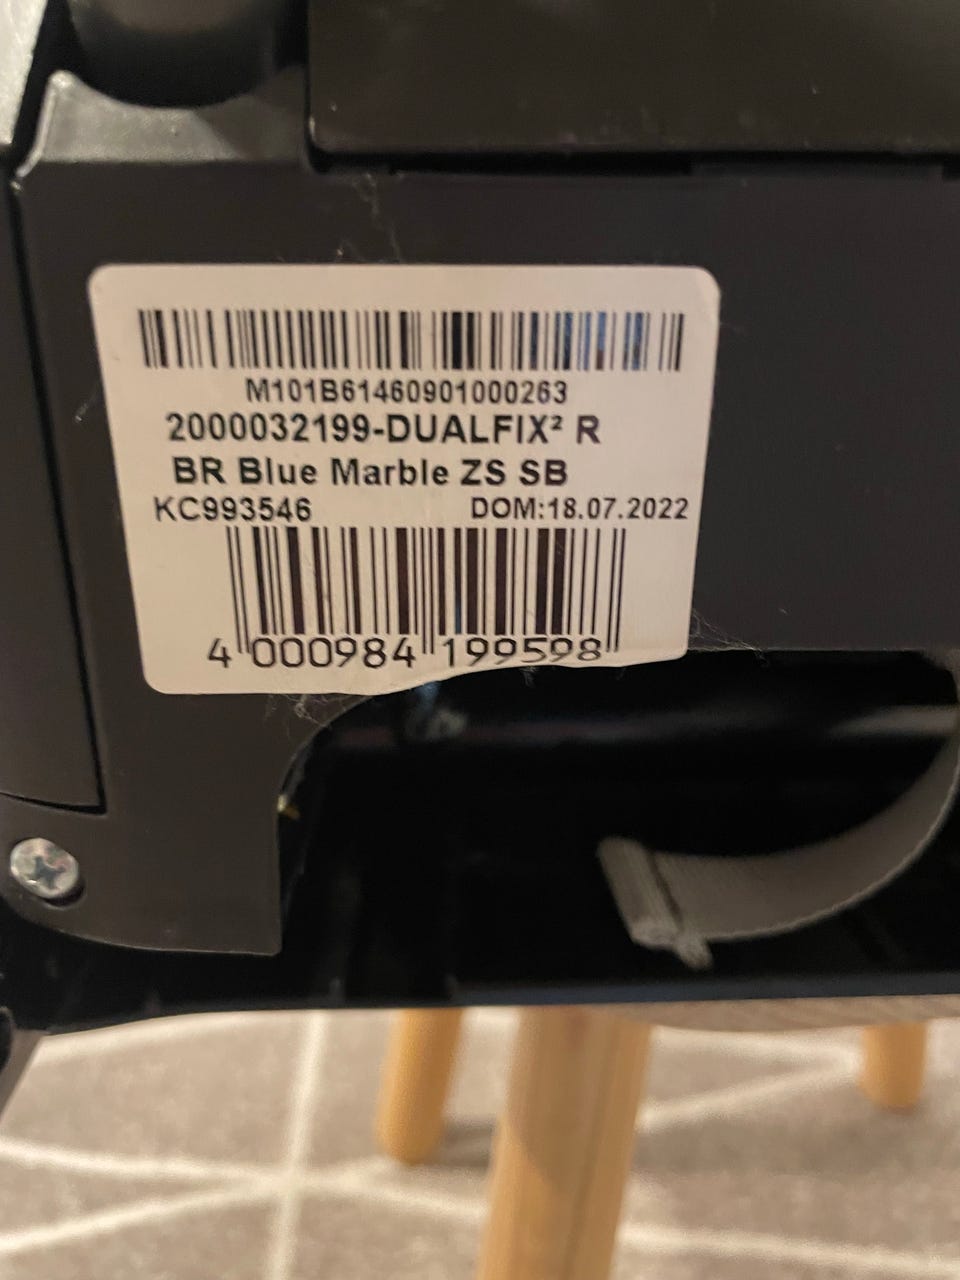 M101B61460901000263
2000032199-DUALFIX² R
BR Blue Marble ZS SB
KC993546 DOM:18.07.2022
4 000984 199598